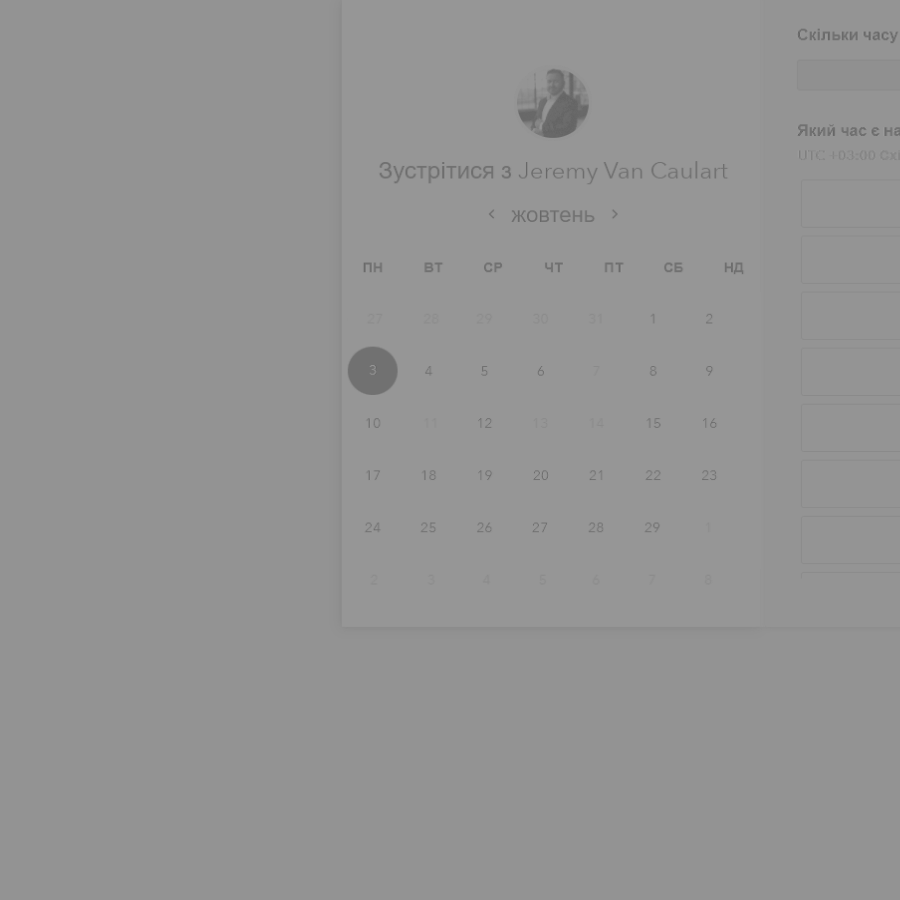 Скільки часу
Який час є на
UTC +03:00 Схі
Зустрітися з Jeremy Van Caulart
жовтень
ПН ВТ СР ЧТ ПТ СБ НД
27 28 29 30 31 1 2
3 4 5 6 7 8 9
10 11 12 13 14 15 16
17 18 19 20 21 22 23
24 25 26 27 28 29 1
2 3 4 5 6 7 8